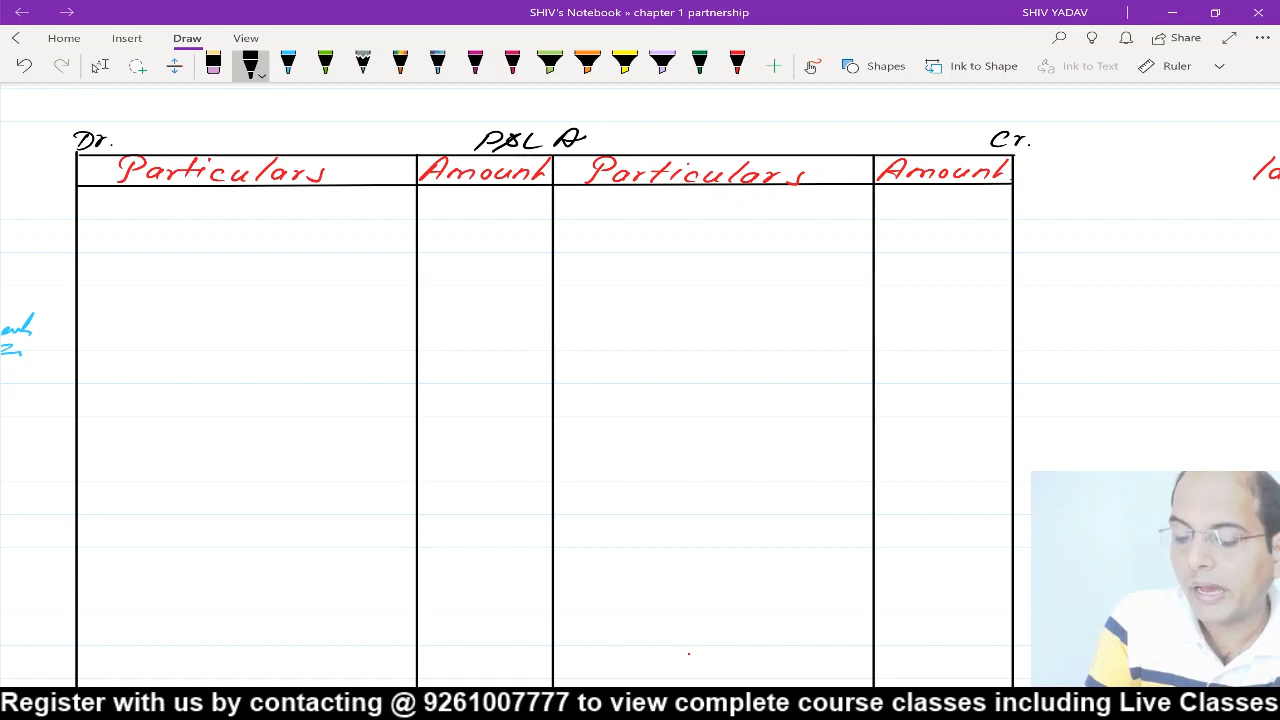 SHIV's Notebook » chapter 1 partnership
SHIV YADAV
Home Insert Draw View
Share
Shapes Ink to Shape Ink to Text Ruler
Dr. P&L A Cr.
Particulars Amount Particulars Amount
Register with us by contacting @ 9261007777 to view complete course classes including Live Classes